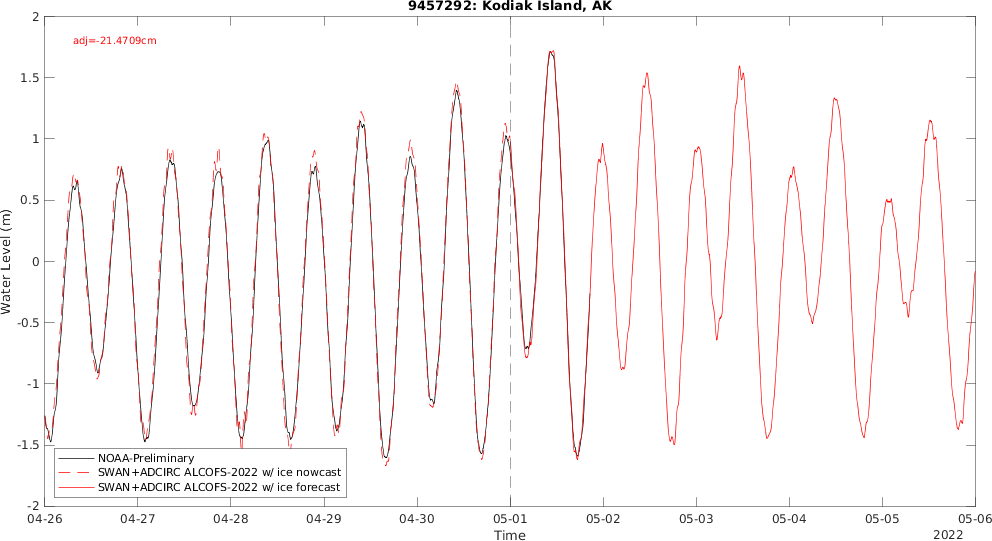 9457292: Kodiak Island, AK
adj=-21.4709cm
2
1.5
1
0.5
0
-0.5
-1
-1.5
-2
Water Level (m)
NOAA-Preliminary
SWAN+ADCIRC ALCOFS-2022 w/ ice nowcast
SWAN+ADCIRC ALCOFS-2022 w/ ice forecast
04-26 04-27 04-28 04-29 04-30 05-01 05-02 05-03 05-04 05-05 05-06
Time
2022